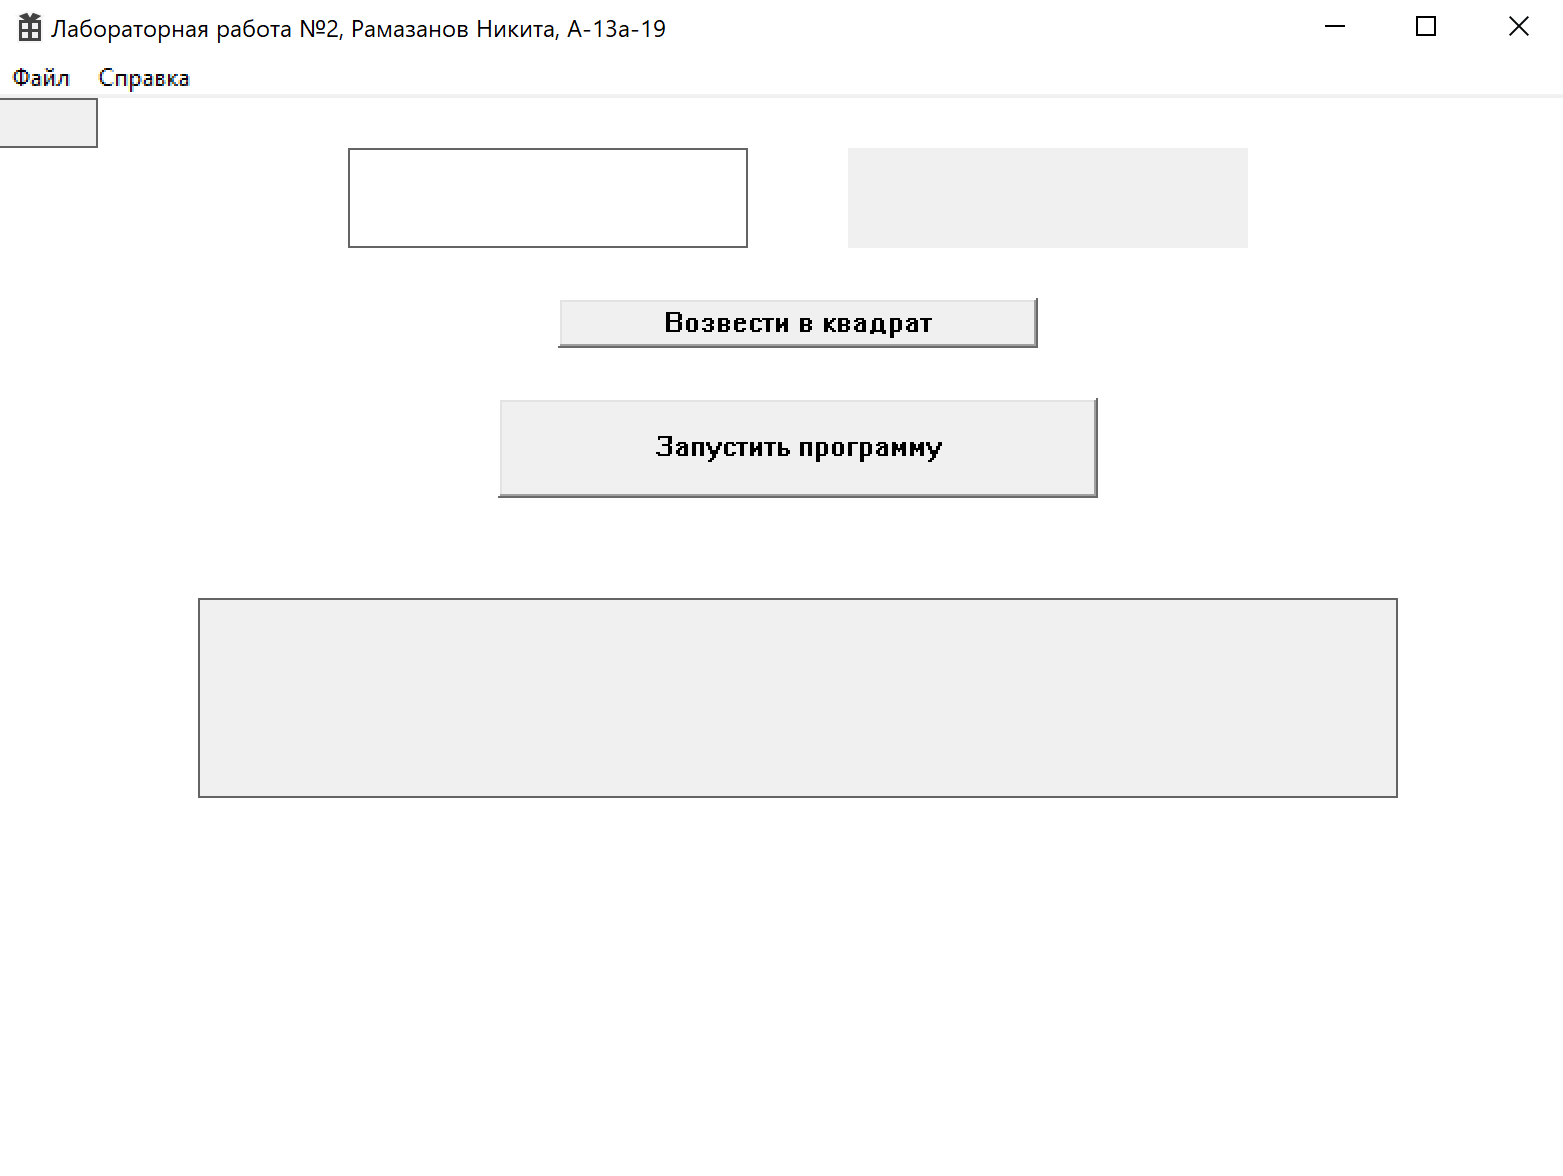 Лабораторная работа №2, Рамазанов Никита, А-13а-19
Файл Справка
Возвести в квадрат
Запустить программу